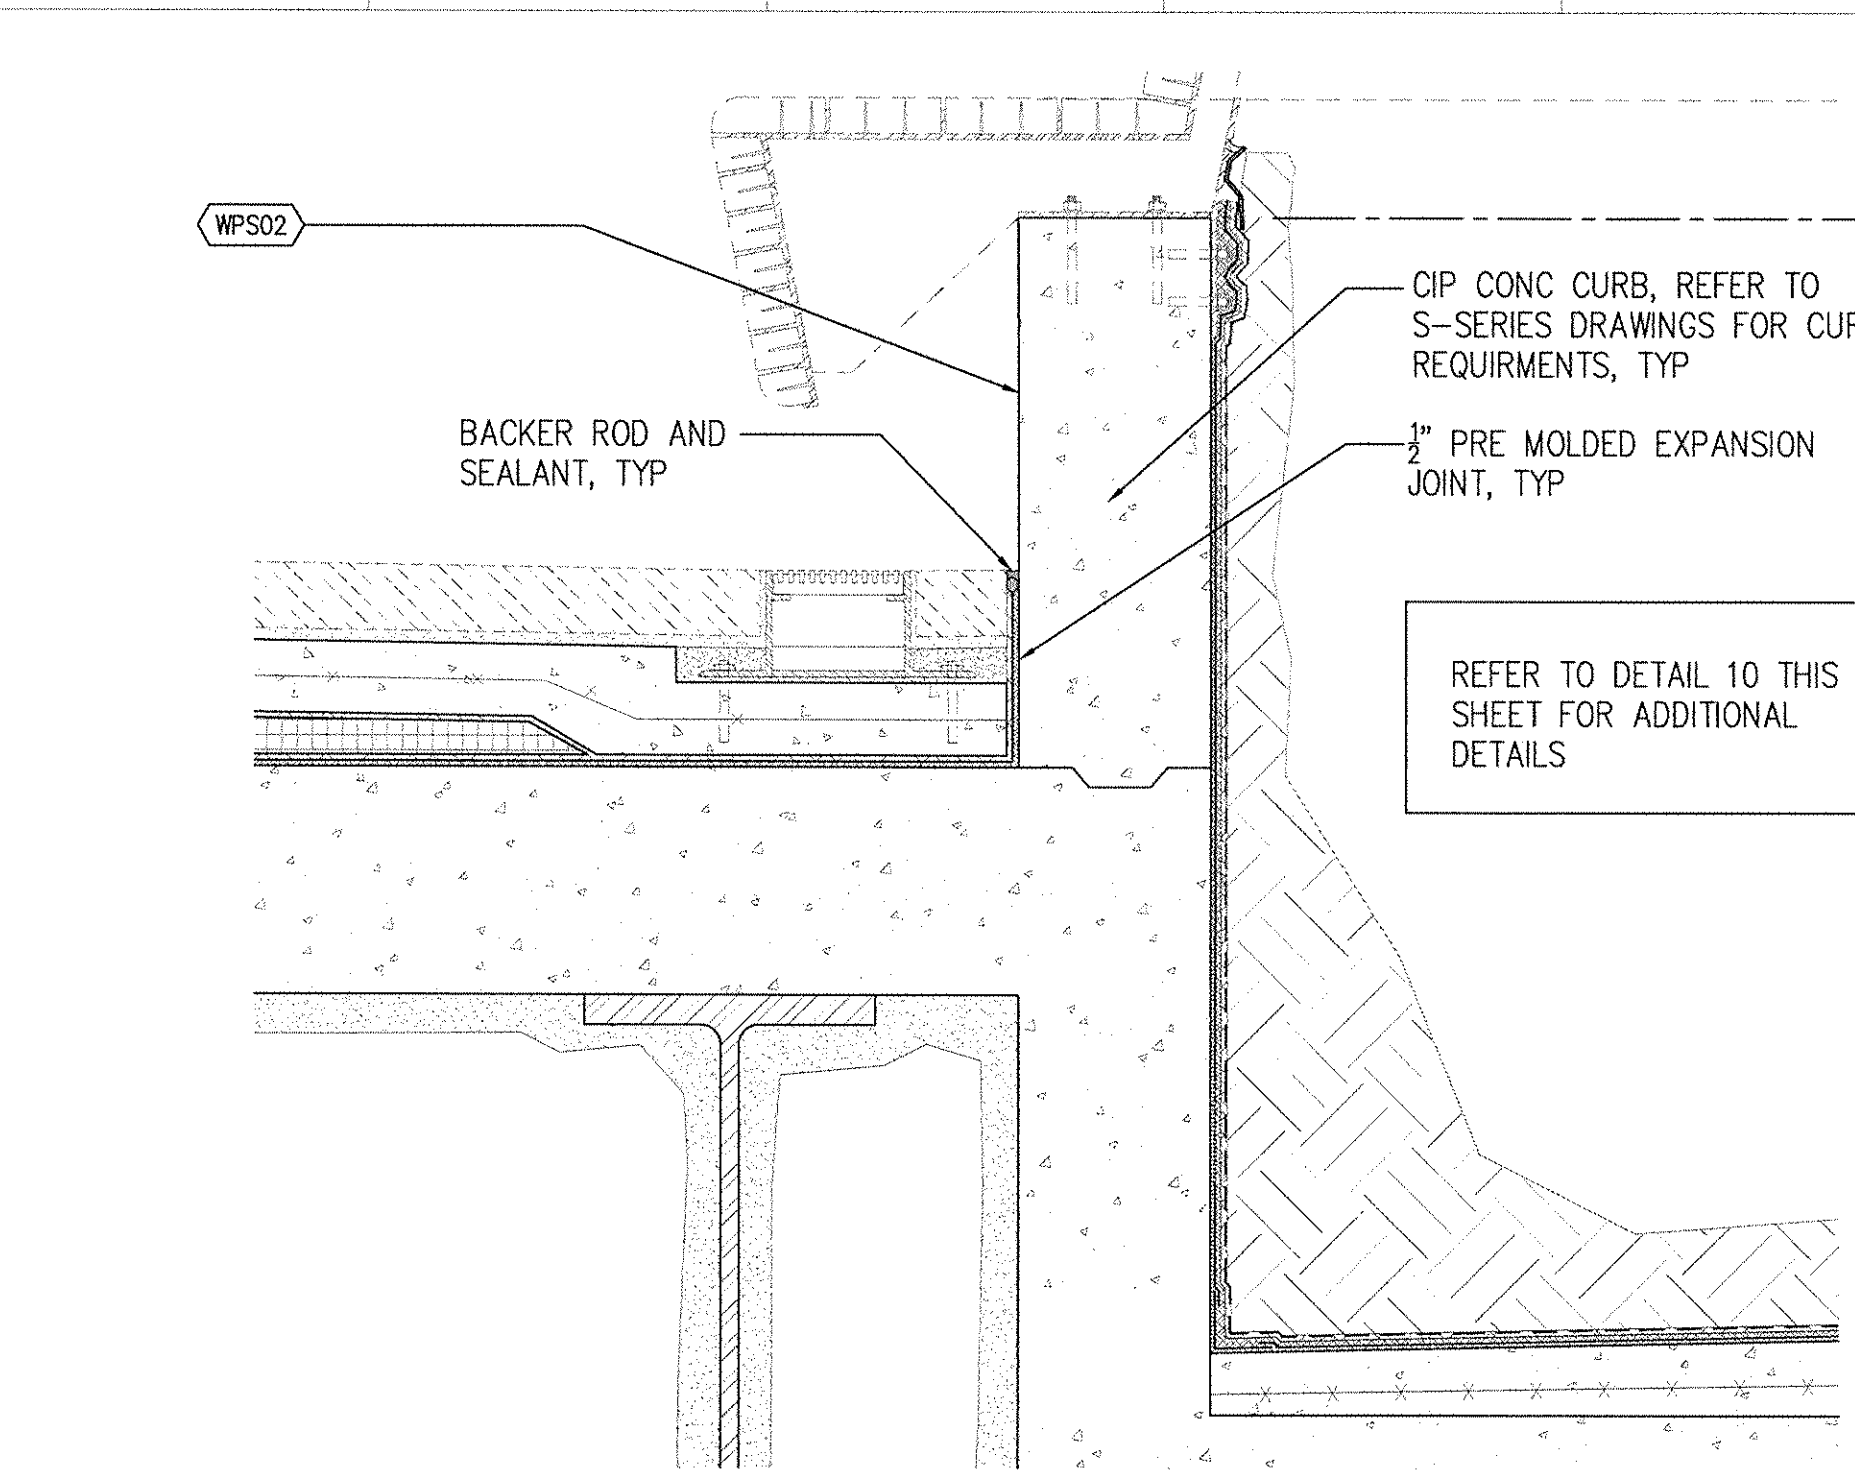 WPS02
CIP CONC CURB, REFER TO
S-SERIES DRAWINGS FOR
REQUIRMENTS, TYP
BACKER ROD AND
SEALANT, TYP
½" PRE MOLDED EXPANSION
JOINT, TYP
REFER TO DETAIL 10 THIS
SHEET FOR ADDITIONAL
DETAILS